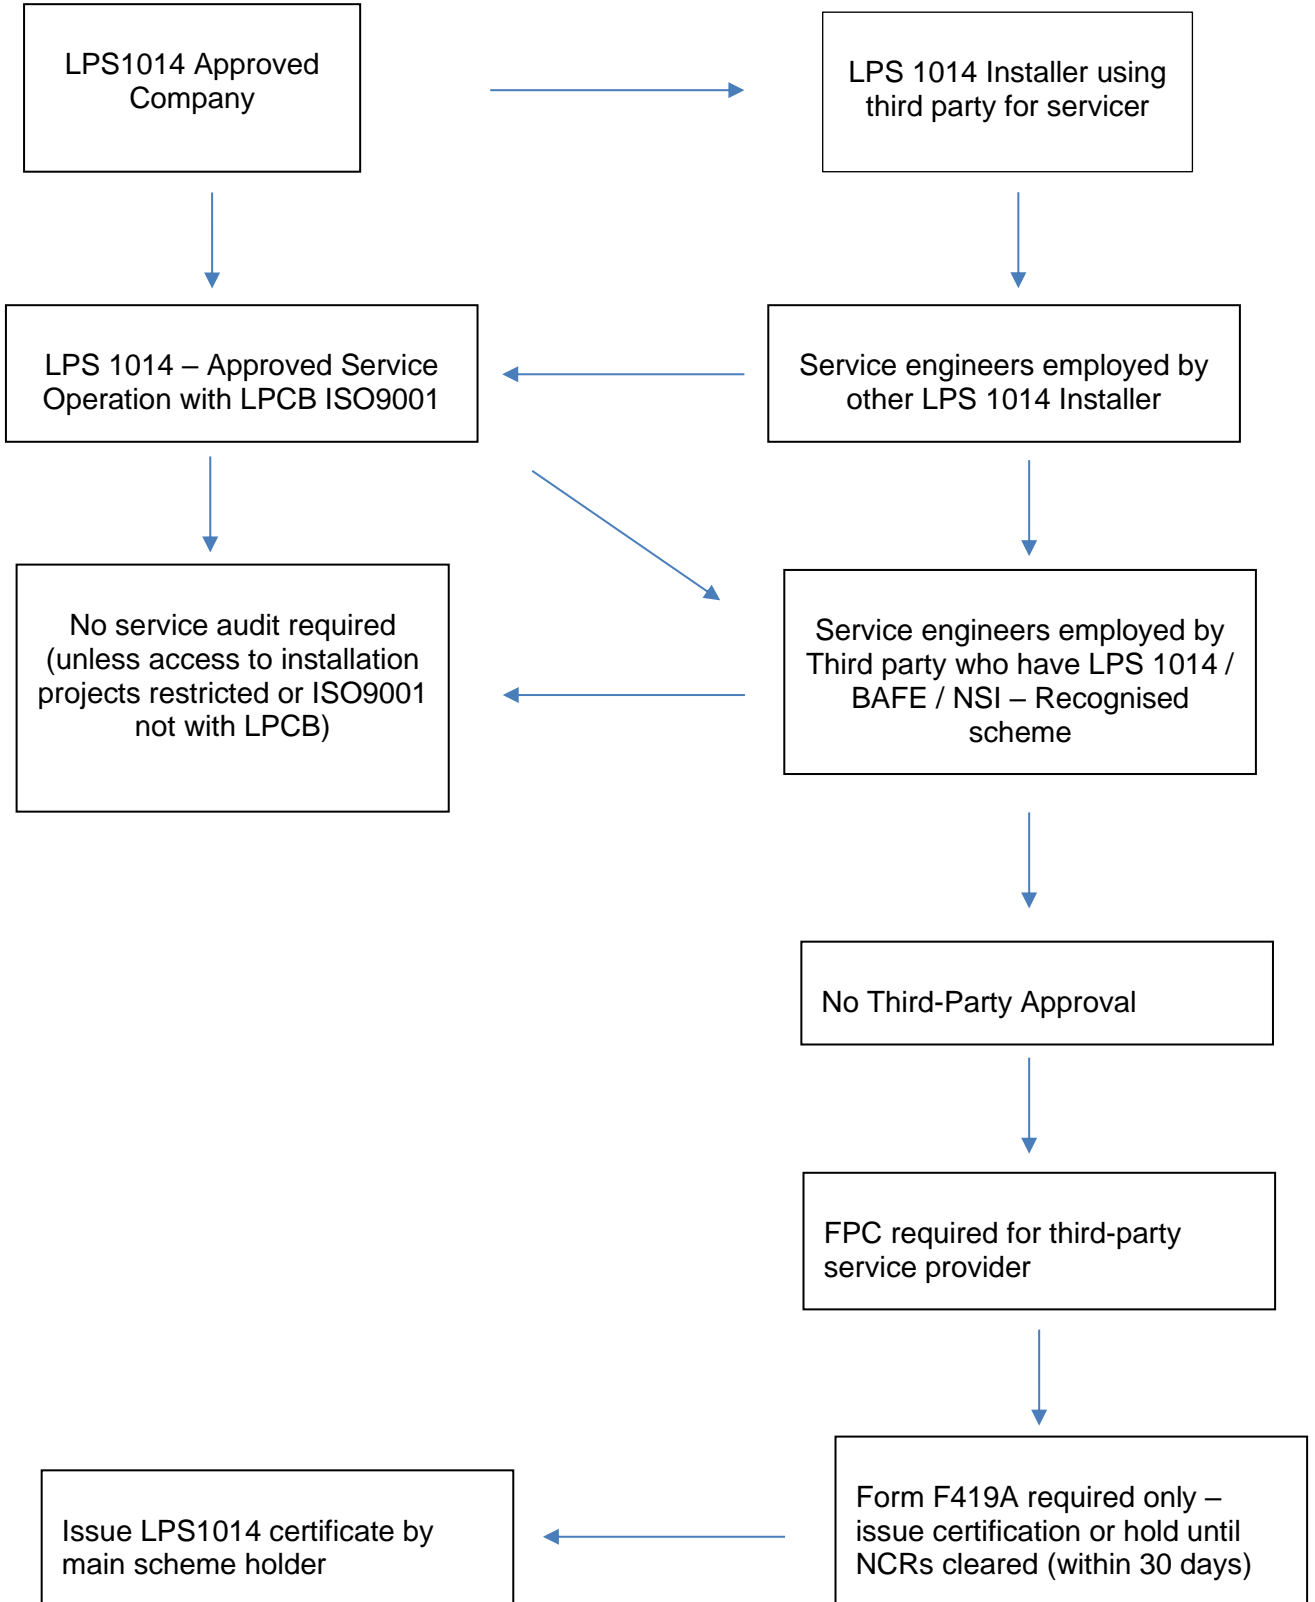 LPS1014 Approved
Company
LPS 1014 Installer using
third party for servicer
LPS 1014 – Approved Service
Operation with LPCB ISO9001
Service engineers employed by
other LPS 1014 Installer
No service audit required
(unless access to installation
projects restricted or ISO9001
not with LPCB)
Service engineers employed by
Third party who have LPS 1014 /
BAFE / NSI – Recognised
scheme
No Third-Party Approval
FPC required for third-party
service provider
Issue LPS1014 certificate by
main scheme holder
Form F419A required only –
issue certification or hold until
NCRs cleared (within 30 days)